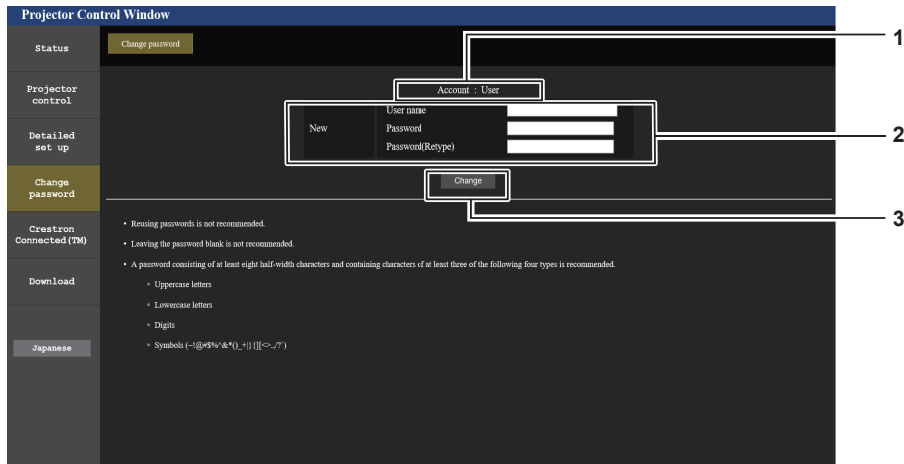 Projector Control Window
Status
Change password
Projector
control
Detailed
set up
Change
password
Crestron
Connected(TM)
Download
Japanese
Account : User
New
User name
Password
Password(Retype)
Change
• Reusing passwords is not recommended.
• Leaving the password blank is not recommended.
• A password consisting of at least eight half-width characters and containing characters of at least three of the following four types is recommended.
◦ Uppercase letters
◦ Lowercase letters
◦ Digits
◦ Symbols (~!@#$%^&*()_+|}{][<>.,/?`)
1
2
3